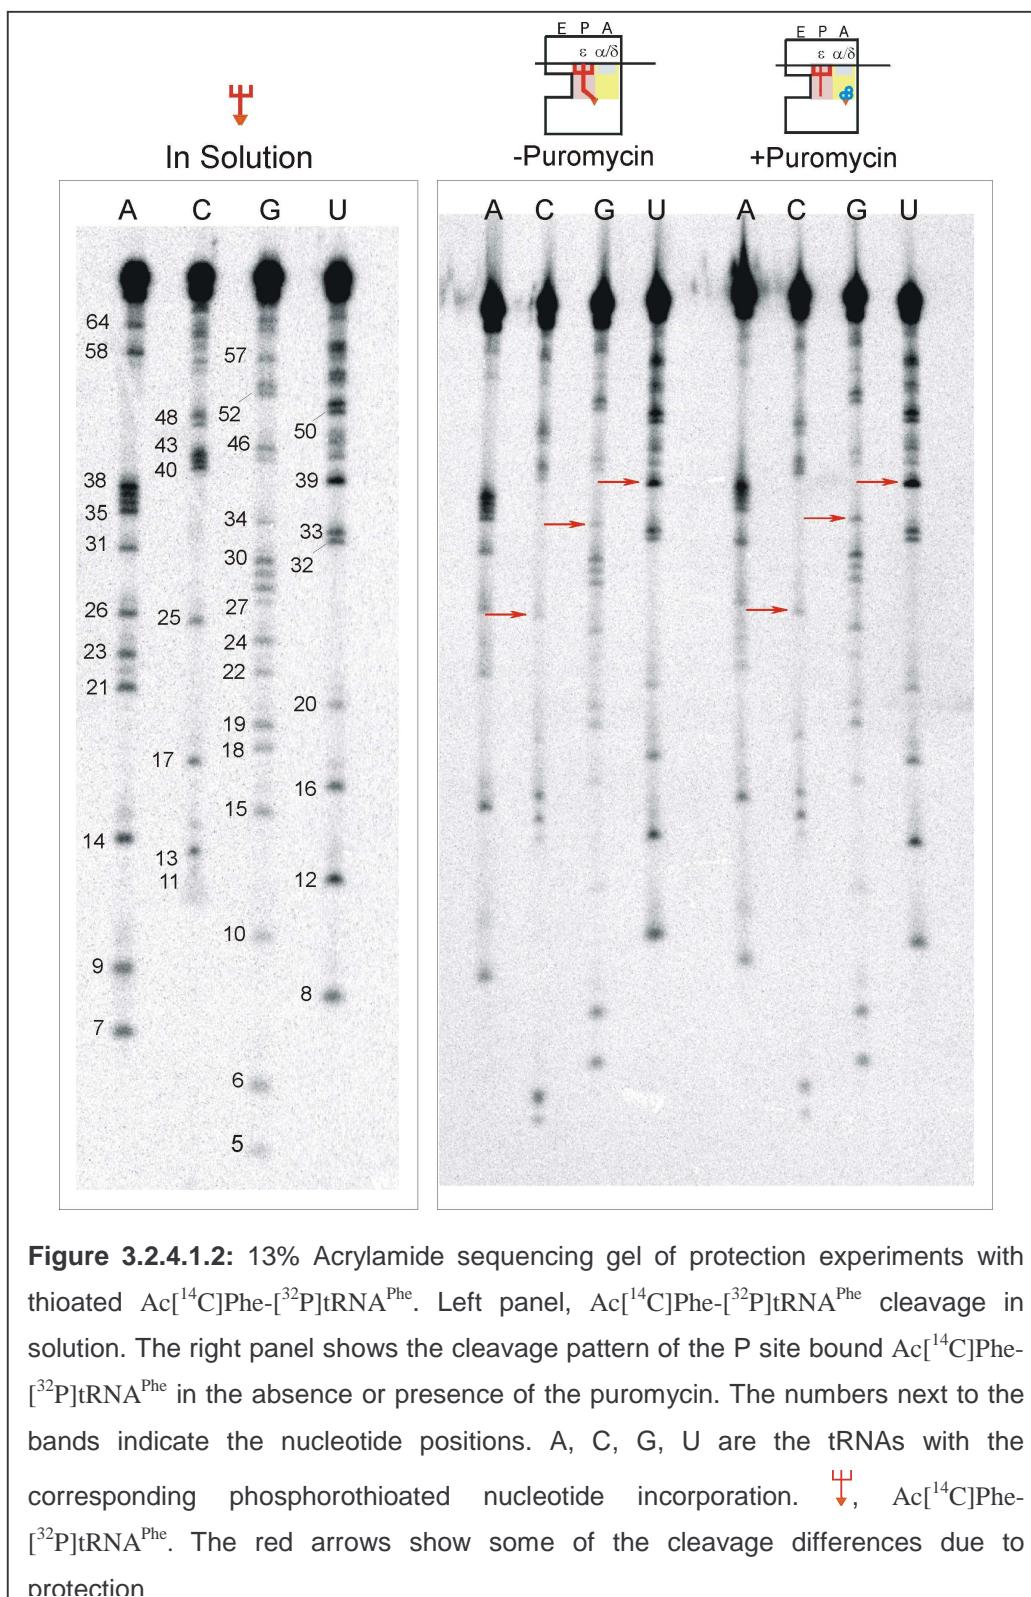 E P A
ε α/δ
E P A
ε α/δ
In Solution
-Puromycin
+Puromycin
A C G U
A C G U A C G U
64
58
57
48
52
50
43
46
40
38
39
35
34
33
31
30
32
27
26
25
24
23
22
21
20
19
18
17
16
15
14
13
11
12
10
9
8
7
6
5
Figure 3.2.4.1.2: 13% Acrylamide sequencing gel of protection experiments with
thioated Ac[¹⁴C]Phe-[³²P]tRNAᴾʰᵉ. Left panel, Ac[¹⁴C]Phe-[³²P]tRNAᴾʰᵉ cleavage in
solution. The right panel shows the cleavage pattern of the P site bound Ac[¹⁴C]Phe-
[³²P]tRNAᴾʰᵉ in the absence or presence of the puromycin. The numbers next to the
bands indicate the nucleotide positions. A, C, G, U are the tRNAs with the
corresponding phosphorothioated nucleotide incorporation. , Ac[¹⁴C]Phe-
[³²P]tRNAᴾʰᵉ. The red arrows show some of the cleavage differences due to
protection